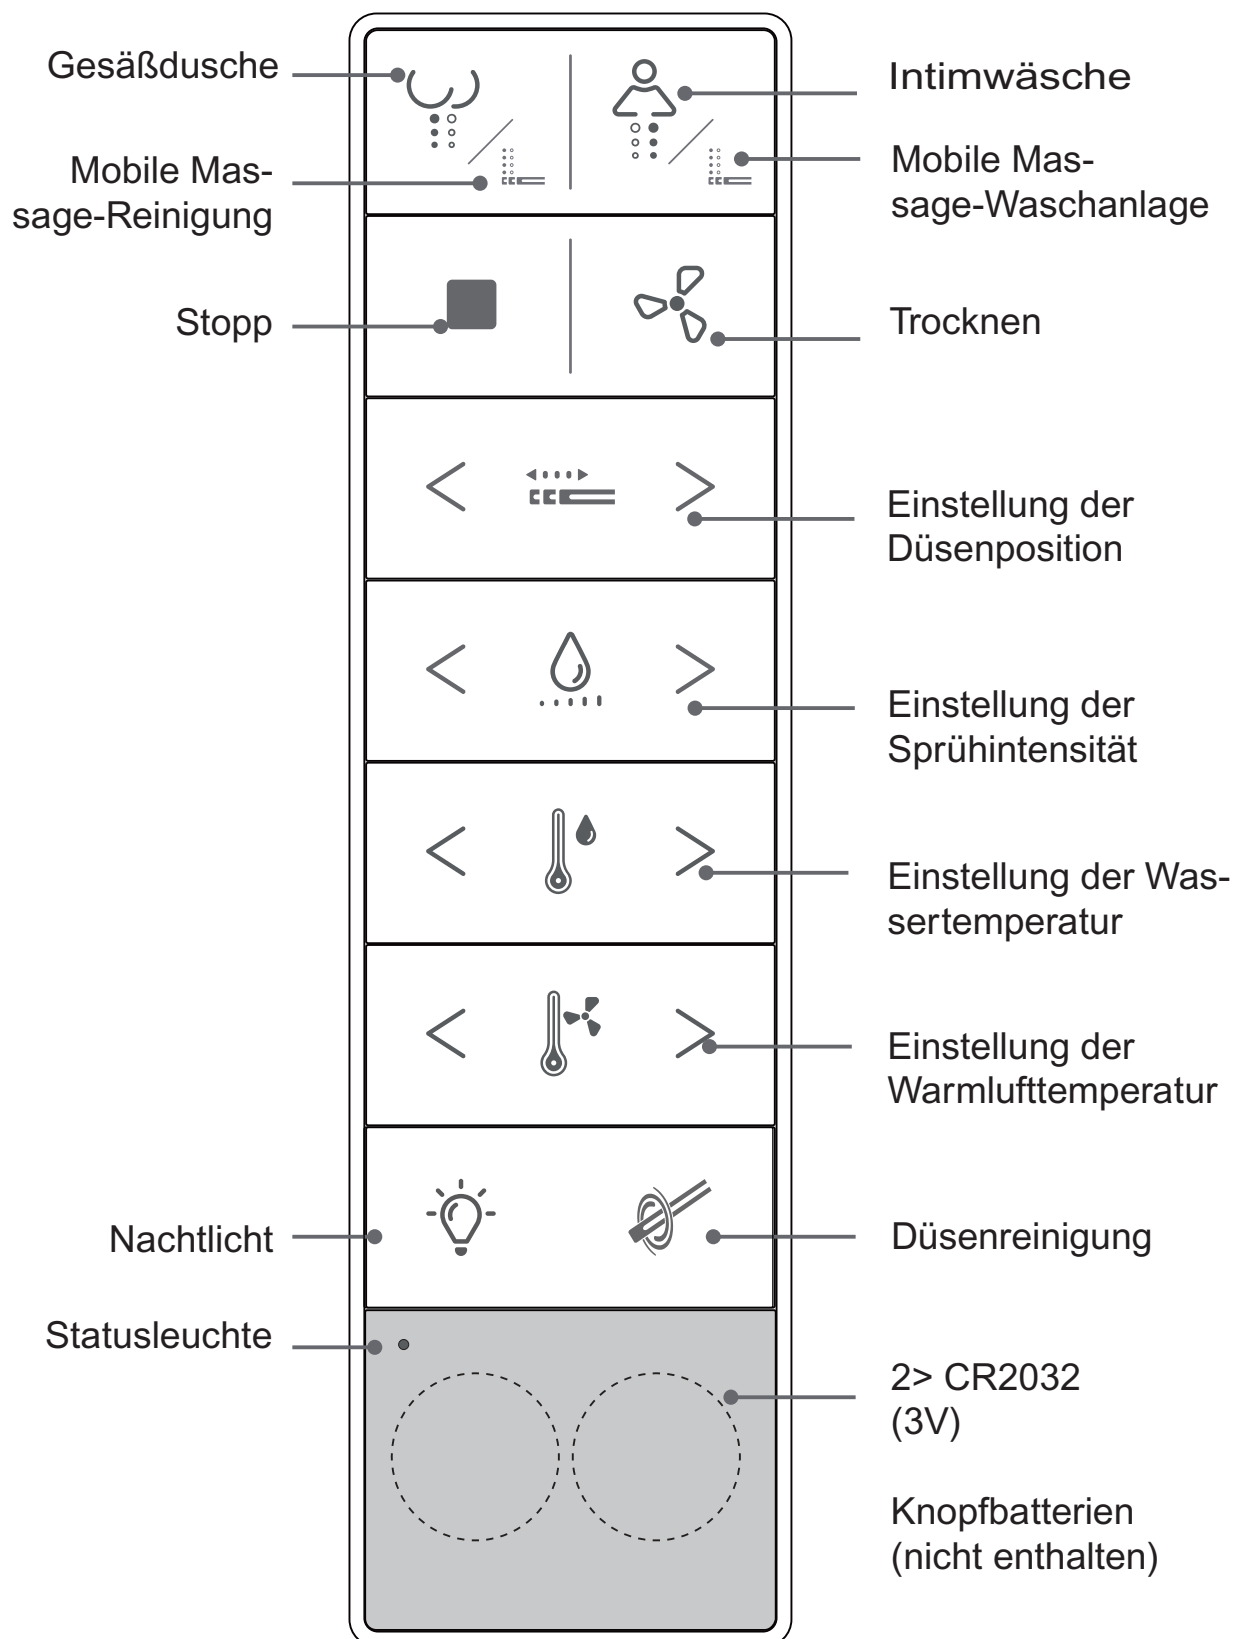 Gesäßdusche
Intimwäsche
Mobile Mas-
sage-Reinigung
Mobile Mas-
sage-Waschanlage
Stopp
Trocknen
Einstellung der
Düsenposition
Einstellung der
Sprühintensität
Einstellung der Was-
sertemperatur
Einstellung der
Warmlufttemperatur
Nachtlicht
Düsenreinigung
Statusleuchte
2> CR2032
(3V)
Knopfbatterien
(nicht enthalten)